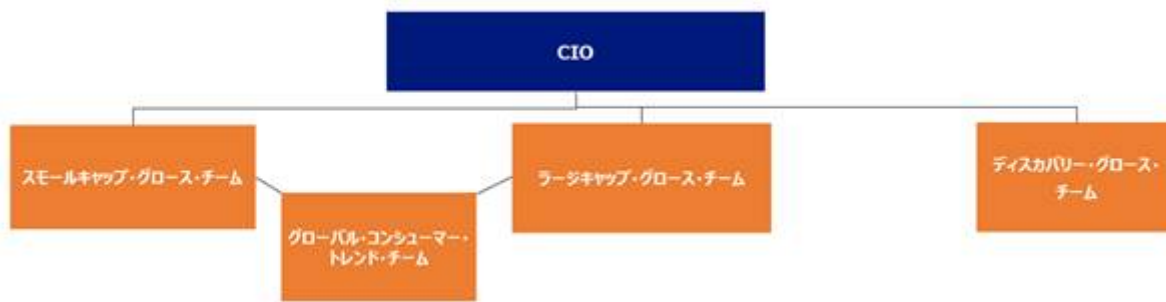 CIO
スモールキャップ・グロース・チーム
ラージキャップ・グロース・チーム
ディスカバリー・グロース・
チーム
グローバル・コンシューマー・
トレンド・チーム